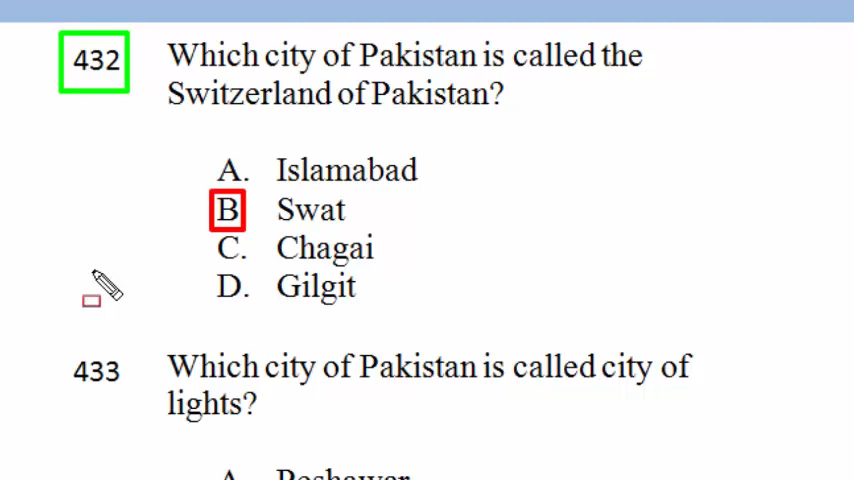 432 Which city of Pakistan is called the
Switzerland of Pakistan?
A. Islamabad
B Swat
C. Chagai
D. Gilgit
433 Which city of Pakistan is called city of
lights?
A. Peshawar